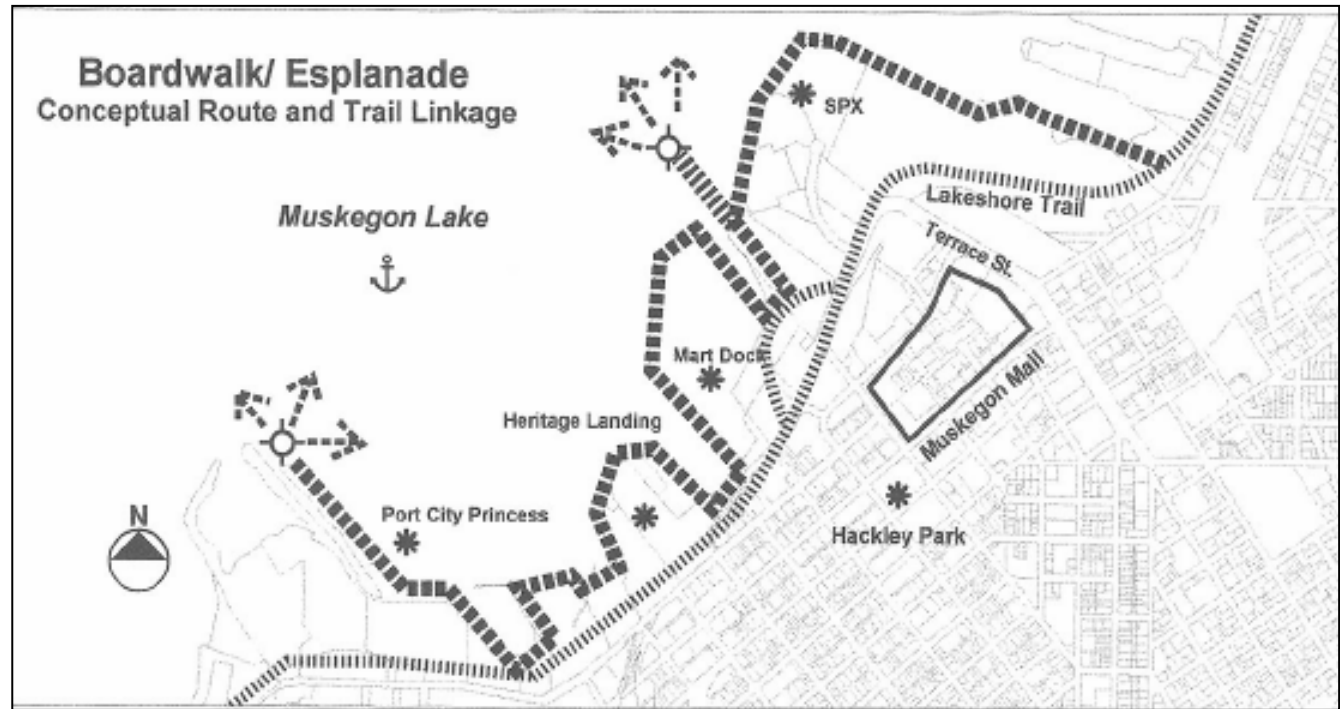 Boardwalk/ Esplanade
Conceptual Route and Trail Linkage
SPX
Muskegon Lake
Lakeshore Trail
Terrace St.
Mart Dock
Muskegon Mall
Heritage Landing
Port City Princess
Hackley Park
N